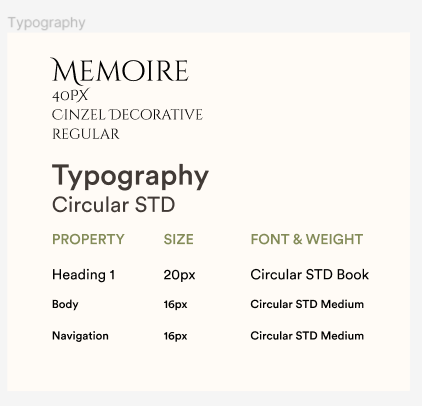 Typography
MEMOIRE
40PX
CINZEL DECORATIVE
REGULAR
Typography
Circular STD
PROPERTY SIZE FONT & WEIGHT
Heading 1 20px Circular STD Book
Body 16px Circular STD Medium
Navigation 16px Circular STD Medium